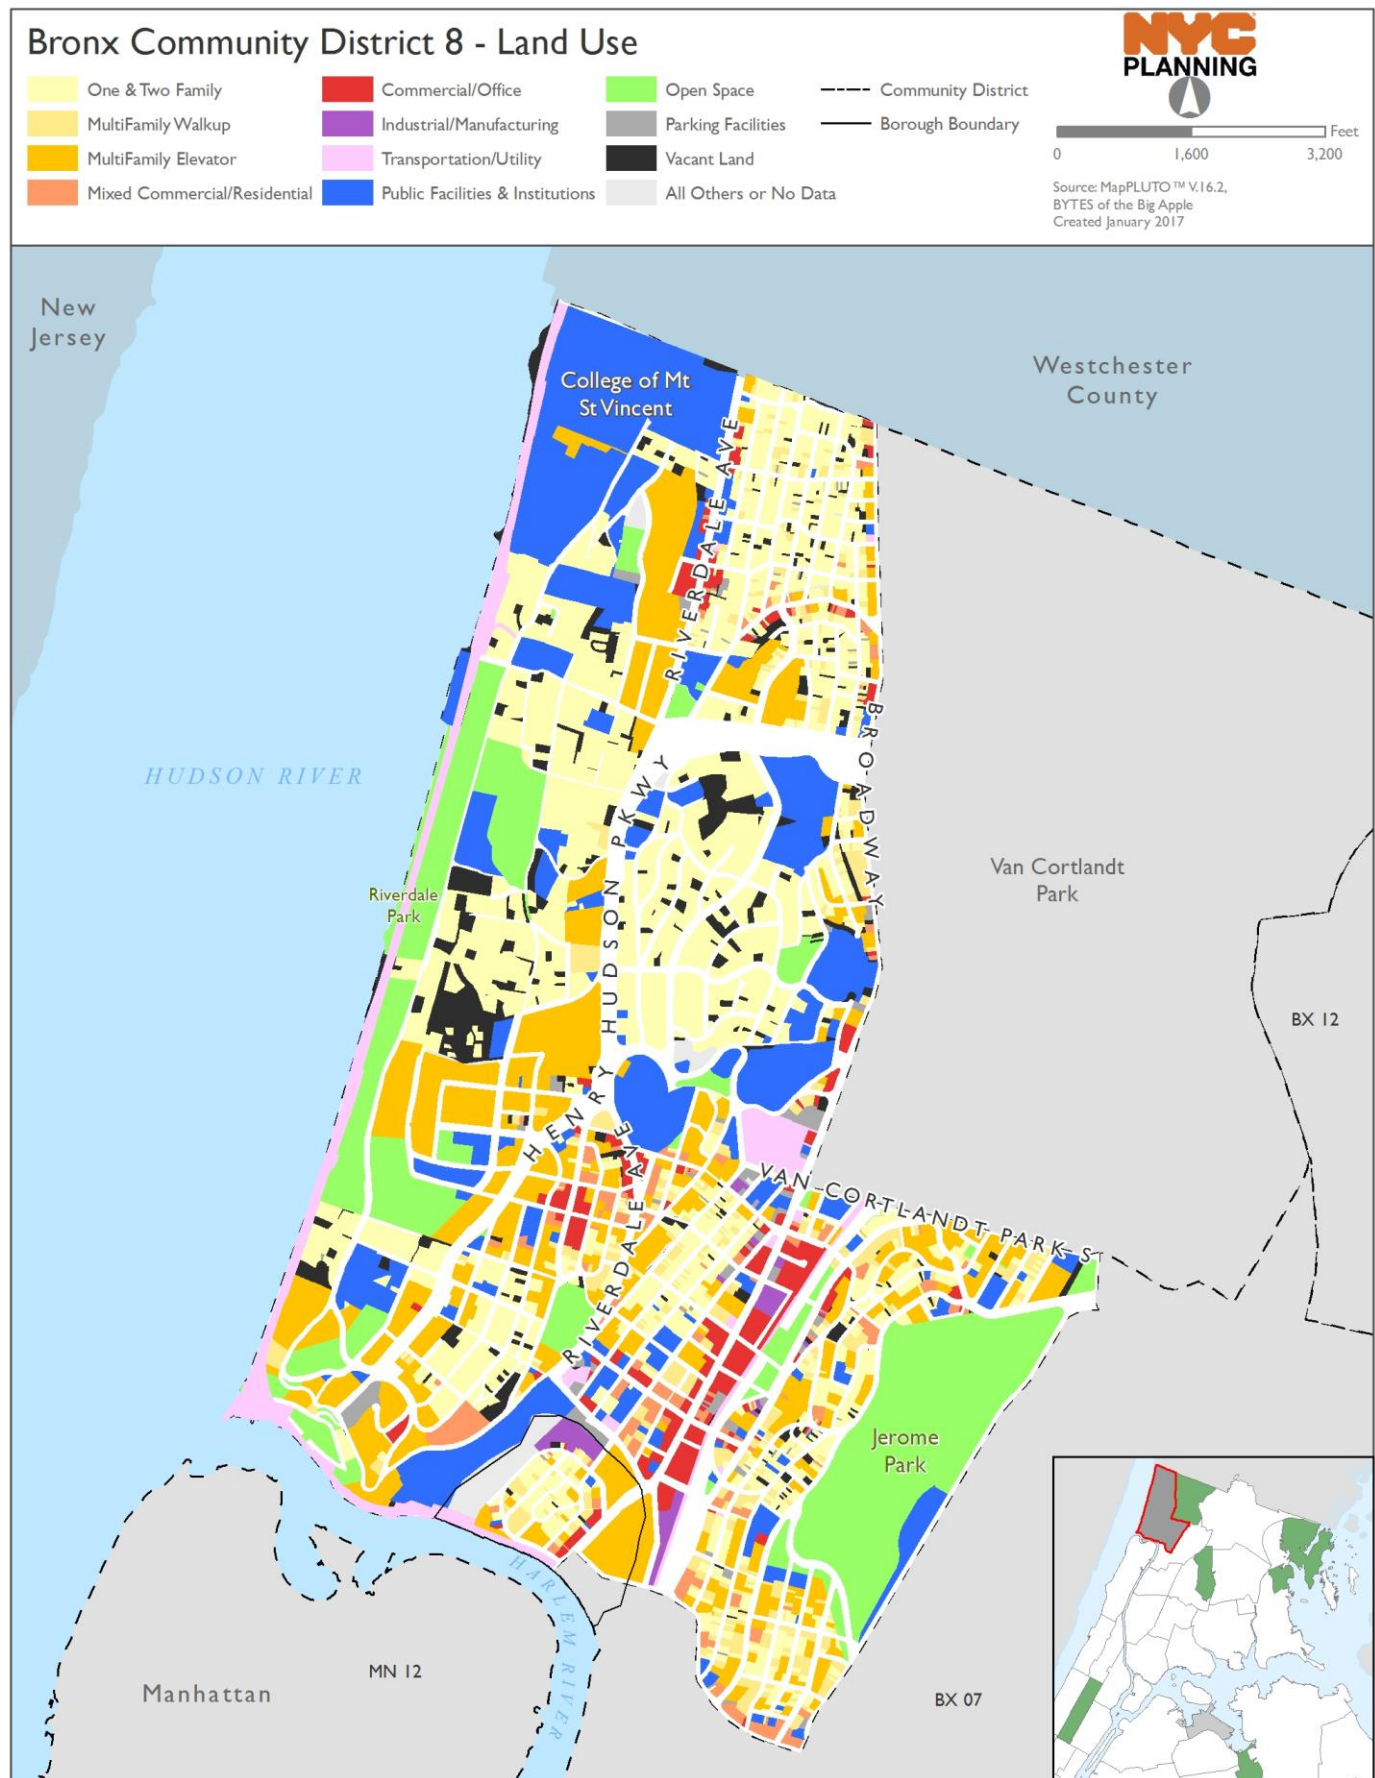 Bronx Community District 8 - Land Use
NYC
PLANNING
One & Two Family
MultiFamily Walkup
MultiFamily Elevator
Mixed Commercial/Residential
Commercial/Office
Industrial/Manufacturing
Transportation/Utility
Public Facilities & Institutions
Open Space
Parking Facilities
Vacant Land
All Others or No Data
Community District
Borough Boundary
Feet
0 1,600 3,200
Source: MapPLUTO™ V.16.2,
BYTES of the Big Apple
Created January 2017
New
Jersey
Westchester
County
College of Mt
St Vincent
RIVERDALE AVE
BROADWAY
HUDSON RIVER
HENRY HUDSON PKWY
Van Cortlandt
Park
Riverdale
Park
BX 12
VAN CORTLANDT PARK S
RIVERDALE AVE
Jerome
Park
HARLEM RIVER
MN 12
Manhattan
BX 07